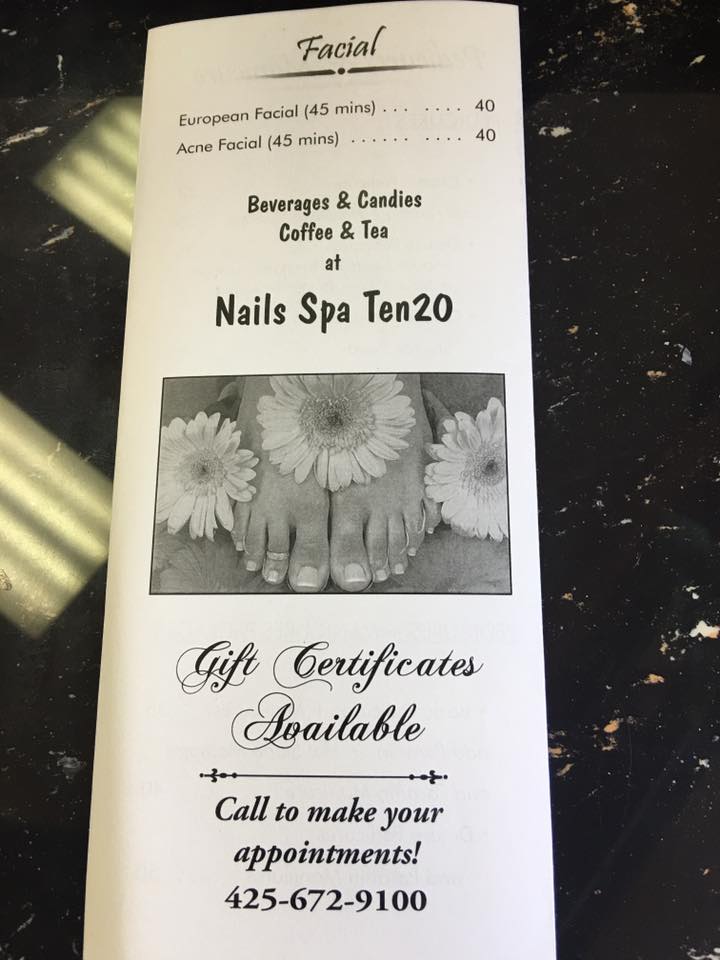 Facial
European Facial (45 mins) . . .  . . . . 40
Acne Facial (45 mins)  . . . . . .  . . . . 40
Beverages & Candies
Coffee & Tea
at
Nails Spa Ten20
Gift Certificates
Available
Call to make your
appointments!
425-672-9100